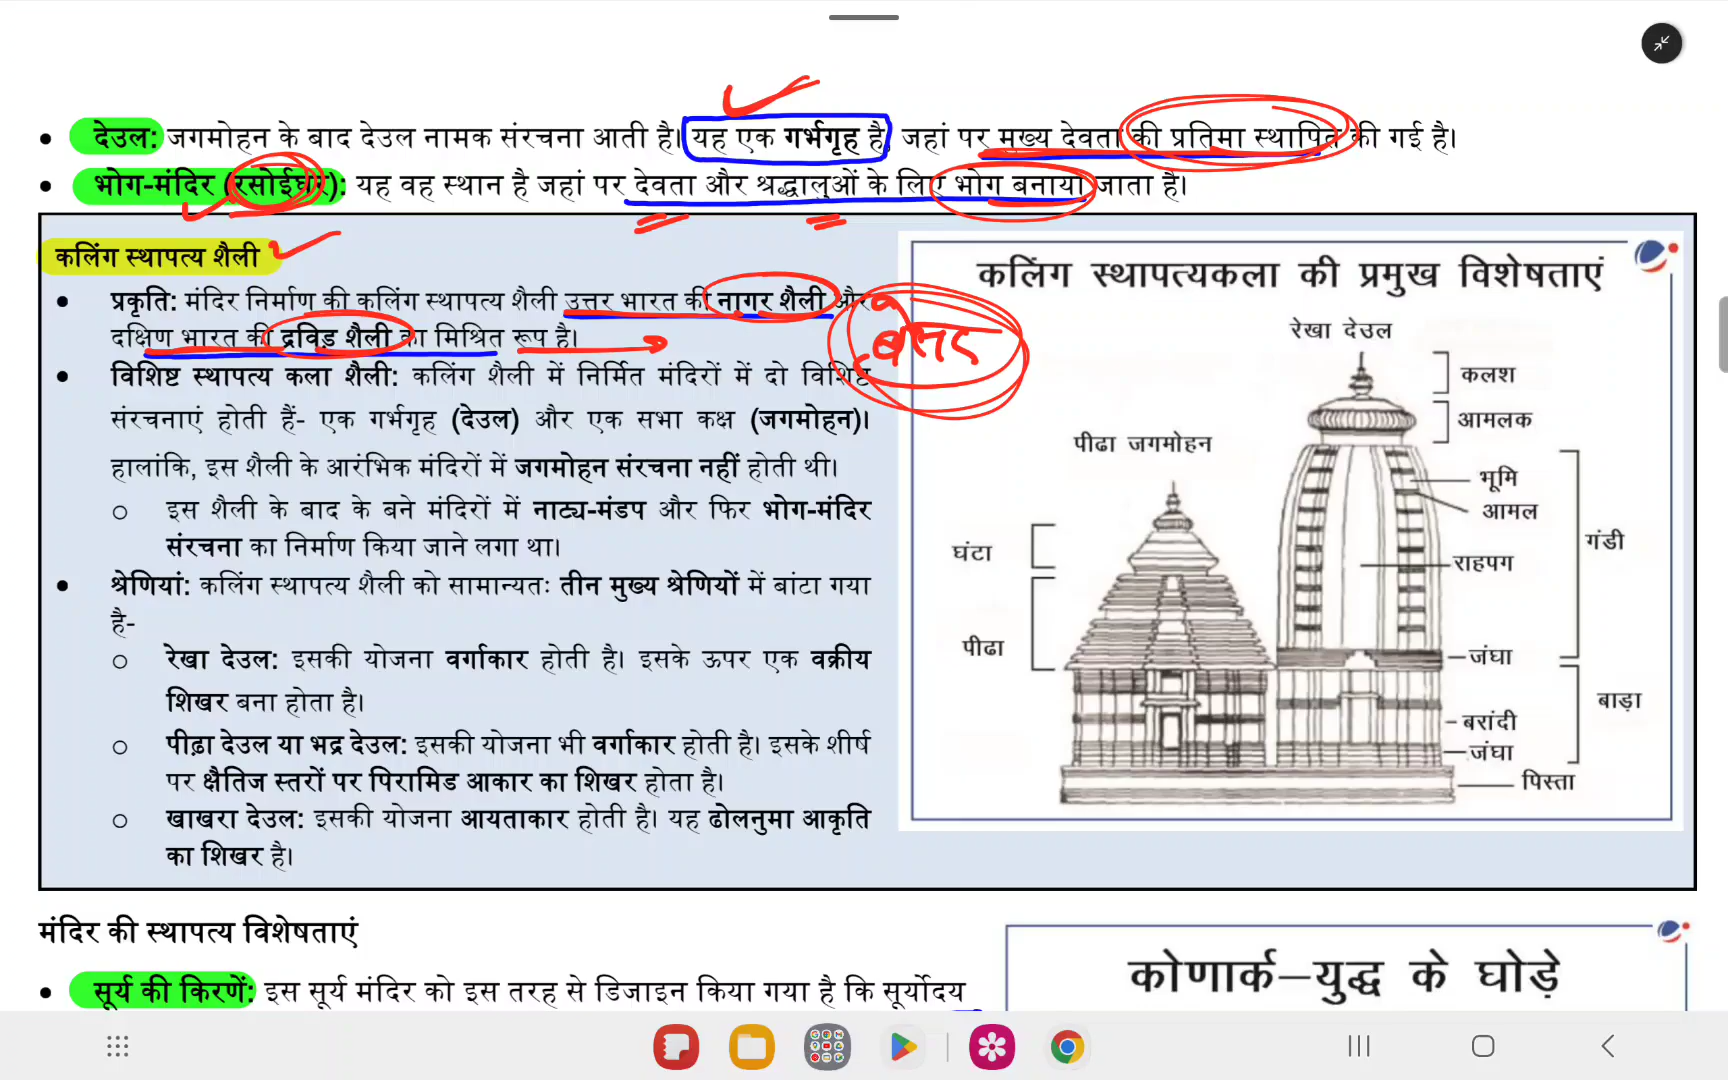 देउल: जगमोहन के बाद देउल नामक संरचना आती है। यह एक गर्भगृह है, जहां पर मुख्य देवता की प्रतिमा स्थापित की गई है।
भोग-मंदिर (रसोईघर): यह वह स्थान है जहां पर देवता और श्रद्धालुओं के लिए भोग बनाया जाता है।
कलिंग स्थापत्य शैली
प्रकृति: मंदिर निर्माण की कलिंग स्थापत्य शैली उत्तर भारत की नागर शैली और
दक्षिण भारत की द्रविड़ शैली का मिश्रित रूप है।
विशिष्ट स्थापत्य कला शैली: कलिंग शैली में निर्मित मंदिरों में दो विशिष्ट
संरचनाएं होती हैं- एक गर्भगृह (देउल) और एक सभा कक्ष (जगमोहन)।
हालांकि, इस शैली के आरंभिक मंदिरों में जगमोहन संरचना नहीं होती थी।
इस शैली के बाद के बने मंदिरों में नाट्य-मंडप और फिर भोग-मंदिर
संरचना का निर्माण किया जाने लगा था।
श्रेणियां: कलिंग स्थापत्य शैली को सामान्यतः तीन मुख्य श्रेणियों में बांटा गया
है-
रेखा देउल: इसकी योजना वर्गाकार होती है। इसके ऊपर एक वक्रीय
शिखर बना होता है।
पीढ़ा देउल या भद्र देउल: इसकी योजना भी वर्गाकार होती है। इसके शीर्ष
पर क्षैतिज स्तरों पर पिरामिड आकार का शिखर होता है।
खाखरा देउल: इसकी योजना आयताकार होती है। यह ढोलनुमा आकृति
का शिखर है।
कलिंग स्थापत्यकला की प्रमुख विशेषताएं
रेखा देउल
कलश
आमलक
पीढा जगमोहन
भूमि
आमल
गंडी
घंटा
राहपग
पीढा
जंघा
बाड़ा
बरांदी
जंघा
पिस्ता
मंदिर की स्थापत्य विशेषताएं
सूर्य की किरणें: इस सूर्य मंदिर को इस तरह से डिजाइन किया गया है कि सूर्योदय
कोणार्क–युद्ध के घोड़े